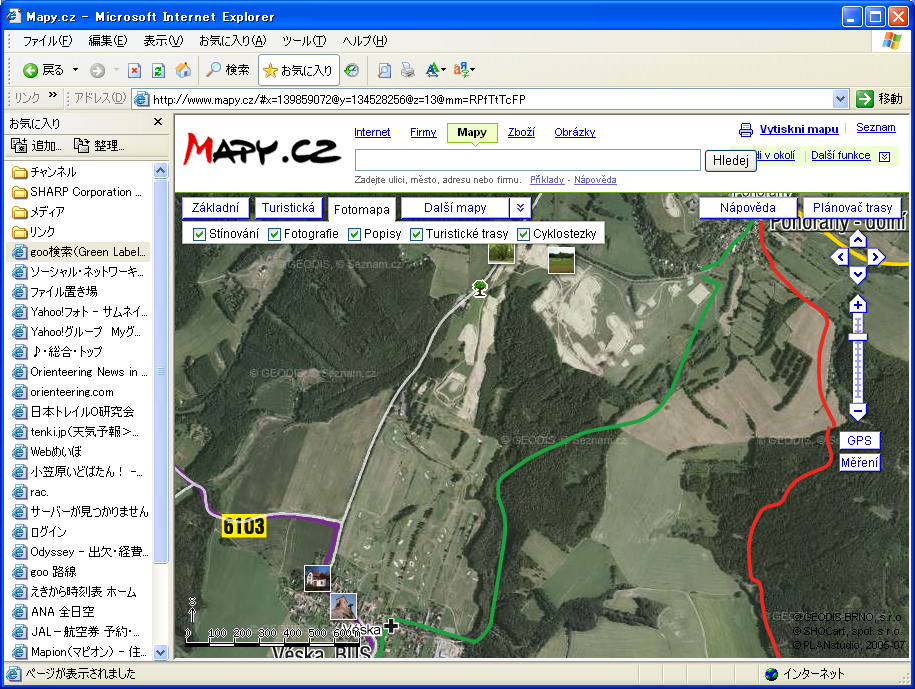 Mapy.cz - Microsoft Internet Explorer
ファイル(F) 編集(E) 表示(V) お気に入り(A) ツール(T) ヘルプ(H)
戻る 検索 お気に入り
リンク » アドレス(D) http://www.mapy.cz/#x=139859072@y=134528256@z=13@mm=RPfTtTcFP 移動
お気に入り
追加... 整理...
チャンネル
SHARP Corporation ...
メディア
リンク
goo検索(Green Label...
ソーシャル・ネットワーキ...
ファイル置き場
Yahoo!フォト - サムネイ...
Yahoo!グループ Myグ...
♪・総合・トップ
Orienteering News in ...
orienteering.com
日本トレイルO研究会
tenki.jp(天気予報>...
Webめいぼ
小笠原いどばたん! -...
rac.
サーバーが見つかりません
ログイン
Odyssey - 出欠・経費...
goo 路線
えきから時刻表 ホーム
ANA 全日空
JAL-航空券 予約・...
Mapion(マピオン) - 住...
MAPY.CZ
Internet Firmy Mapy Zboží Obrázky
Vytiskni mapu Seznam
Hledej
di v okolí Další funkce
Zadejte ulici, město, adresu nebo firmu. Příklady - Nápověda
Základní Turistická Fotomapa Další mapy
Nápověda Plánovač trasy
Stínování Fotografie Popisy Turistické trasy Cyklostezky
Pohořany - dolní
© GEODIS, © Seznam.cz
© GEODIS, © Seznam.cz
© GEODIS, © Seznam.cz
GPS
Měření
6103
Véska
Véska, BUS
S
0 100 200 300 400 500 600m
© GEODIS BRNO, s.r.o
© SHOCart, spol. s r.o.
© PLANstudio, 2005-07
ページが表示されました インターネット